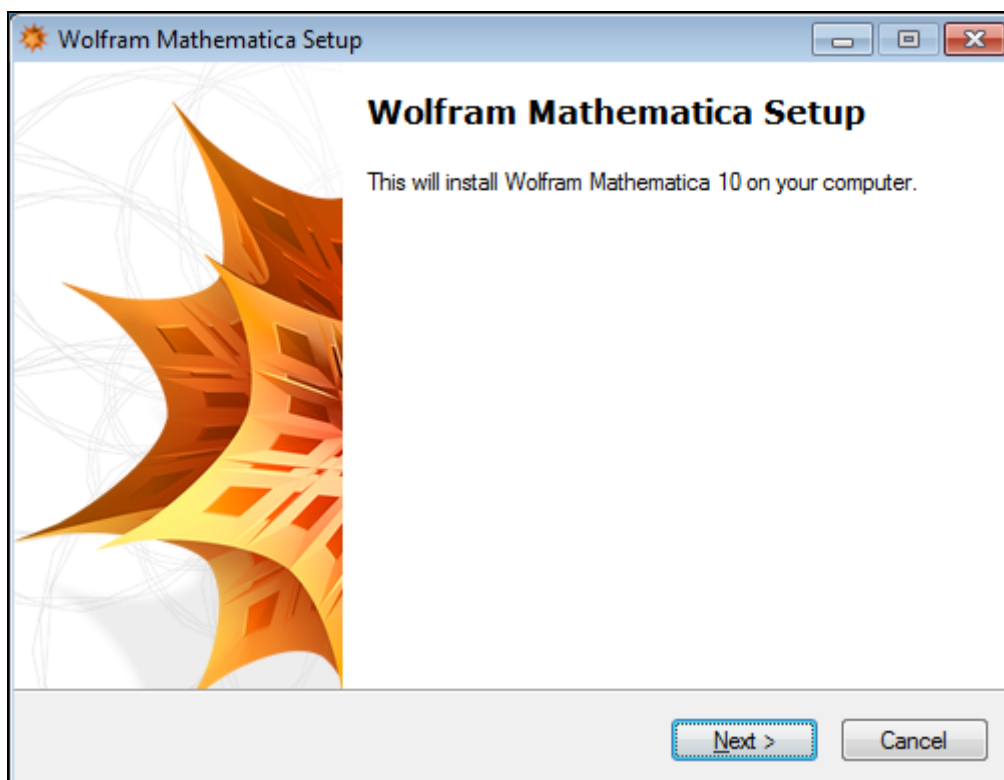 Wolfram Mathematica Setup
Wolfram Mathematica Setup
This will install Wolfram Mathematica 10 on your computer.
Next >
Cancel